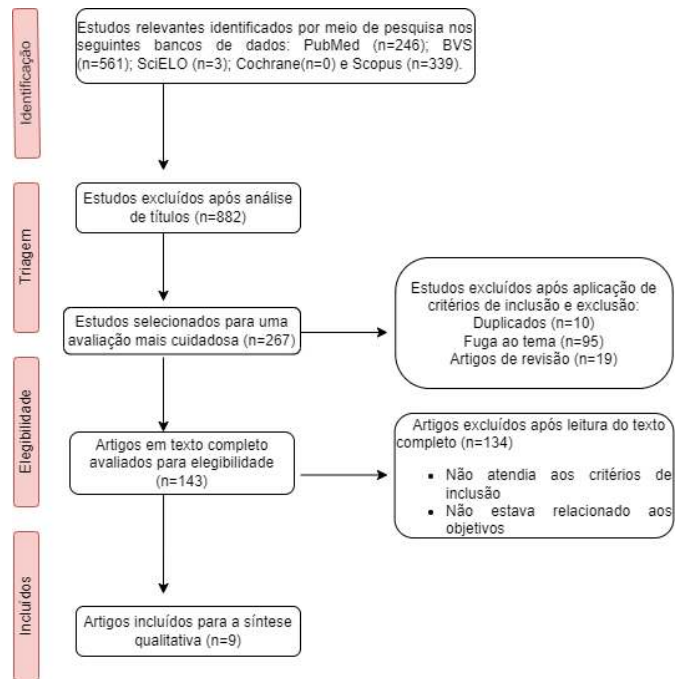 Identificação
Estudos relevantes identificados por meio de pesquisa nos
seguintes bancos de dados: PubMed (n=246); BVS
(n=561); SciELO (n=3); Cochrane(n=0) e Scopus (n=339).
Triagem
Estudos excluídos após análise
de títulos (n=882)
Estudos selecionados para uma
avaliação mais cuidadosa (n=267)
Estudos excluídos após aplicação de
critérios de inclusão e exclusão:
Duplicados (n=10)
Fuga ao tema (n=95)
Artigos de revisão (n=19)
Elegibilidade
Artigos em texto completo
avaliados para elegibilidade
(n=143)
Artigos excluídos após leitura do texto
completo (n=134)
• Não atendia aos critérios de
inclusão
• Não estava relacionado aos
objetivos
Incluídos
Artigos incluídos para a síntese
qualitativa (n=9)